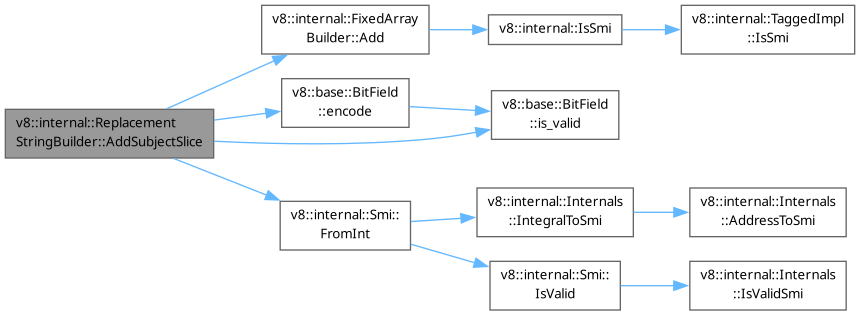 v8::internal::FixedArray
Builder::Add
v8::internal::IsSmi
v8::internal::TaggedImpl
::IsSmi
v8::base::BitField
::encode
v8::base::BitField
::is_valid
v8::internal::Replacement
StringBuilder::AddSubjectSlice
v8::internal::Smi::
FromInt
v8::internal::Internals
::IntegralToSmi
v8::internal::Internals
::AddressToSmi
v8::internal::Smi::
IsValid
v8::internal::Internals
::IsValidSmi